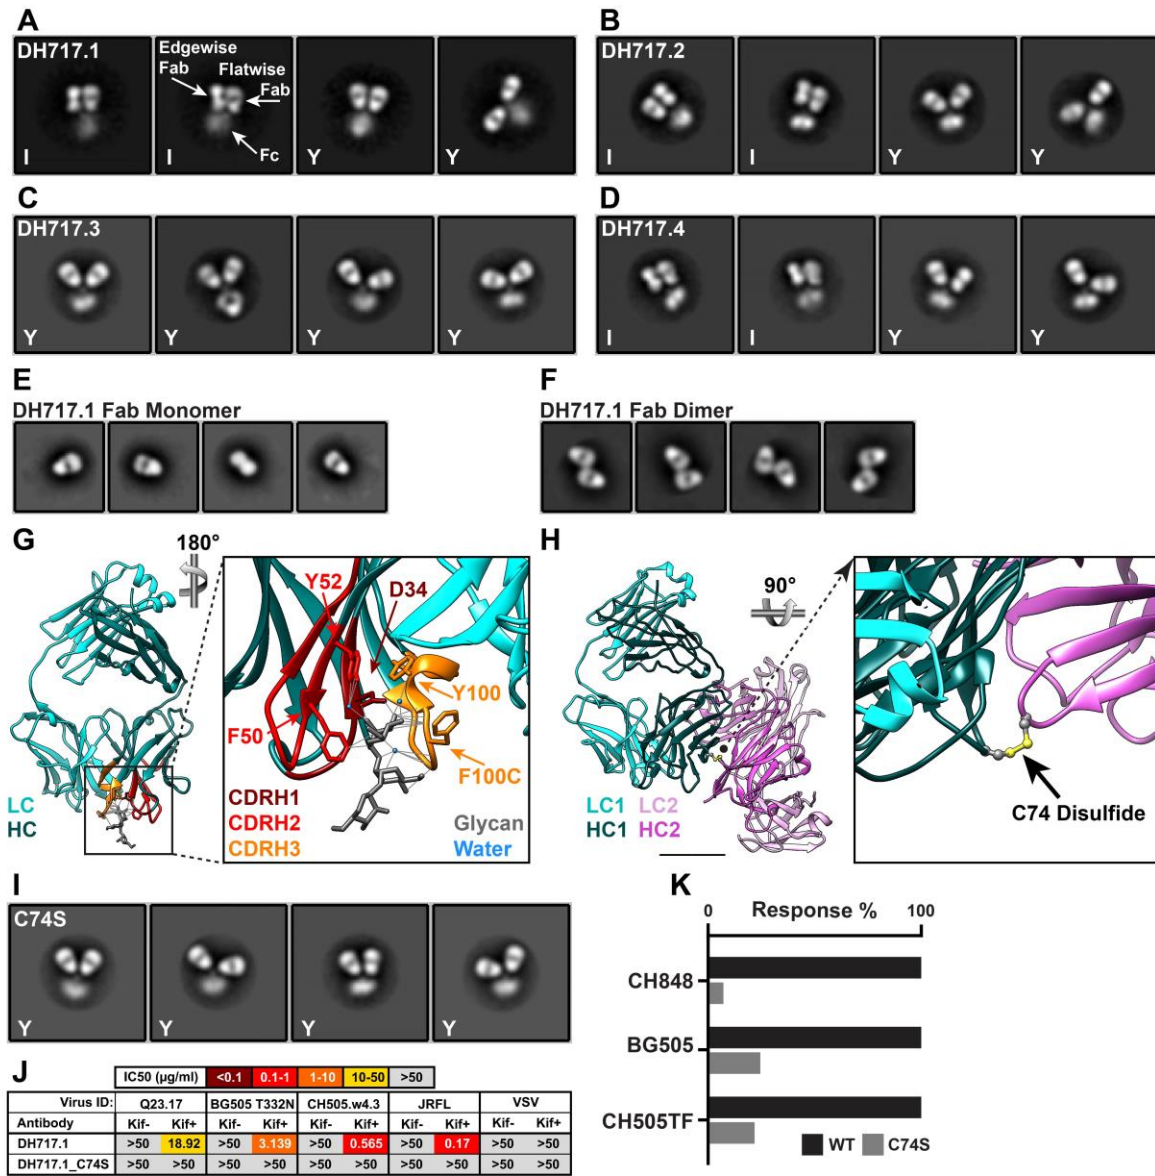 A
DH717.1
Edgewise
Fab
Flatwise
Fab
Fc
I
I
Y
Y
B
DH717.2
I
I
Y
Y
C
DH717.3
Y
Y
Y
Y
D
DH717.4
I
I
Y
Y
E
DH717.1 Fab Monomer
F
DH717.1 Fab Dimer
G
180°
LC
HC
Y52
D34
Y100
F50
F100C
CDRH1
CDRH2
CDRH3
Glycan
Water
H
90°
LC1 LC2
HC1 HC2
C74 Disulfide
I
C74S
Y
Y
Y
Y
J
IC50 (µg/ml) <0.1 0.1-1 1-10 10-50 >50
Virus ID: Q23.17 BG505 T332N CH505.w4.3 JRFL VSV
Antibody Kif- Kif+ Kif- Kif+ Kif- Kif+ Kif- Kif+ Kif- Kif+
DH717.1 >50 18.92 >50 3.139 >50 0.565 >50 0.17 >50 >50
DH717.1_C74S >50 >50 >50 >50 >50 >50 >50 >50 >50 >50
K
0 Response % 100
CH848
BG505
CH505TF
WT C74S